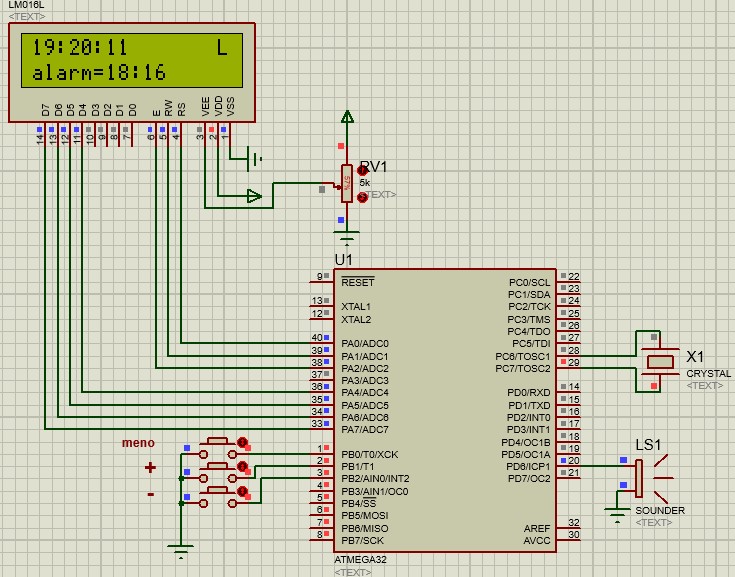 LM016L
<TEXT>
19:20:11 L
alarm=18:16
D7 D6 D5 D4 D3 D2 D1 D0 E RW RS VEE VDD VSS
14 13 12 11 10 9 8 7 6 5 4 3 2 1
RV1
57%
5k
<TEXT>
U1
9 RESET PC0/SCL 22
PC1/SDA 23
13 XTAL1 PC2/TCK 24
12 XTAL2 PC3/TMS 25
PC4/TDO 26
40 PA0/ADC0 PC5/TDI 27
39 PA1/ADC1 PC6/TOSC1 28
38 PA2/ADC2 PC7/TOSC2 29
37 PA3/ADC3
36 PA4/ADC4 PD0/RXD 14
35 PA5/ADC5 PD1/TXD 15
34 PA6/ADC6 PD2/INT0 16
33 PA7/ADC7 PD3/INT1 17
PD4/OC1B 18
1 PB0/T0/XCK PD5/OC1A 19
2 PB1/T1 PD6/ICP1 20
3 PB2/AIN0/INT2 PD7/OC2 21
4 PB3/AIN1/OC0
5 PB4/SS
6 PB5/MOSI
7 PB6/MISO AREF 32
8 PB7/SCK AVCC 30
ATMEGA32
<TEXT>
X1
CRYSTAL
<TEXT>
meno
+
-
LS1
SOUNDER
<TEXT>